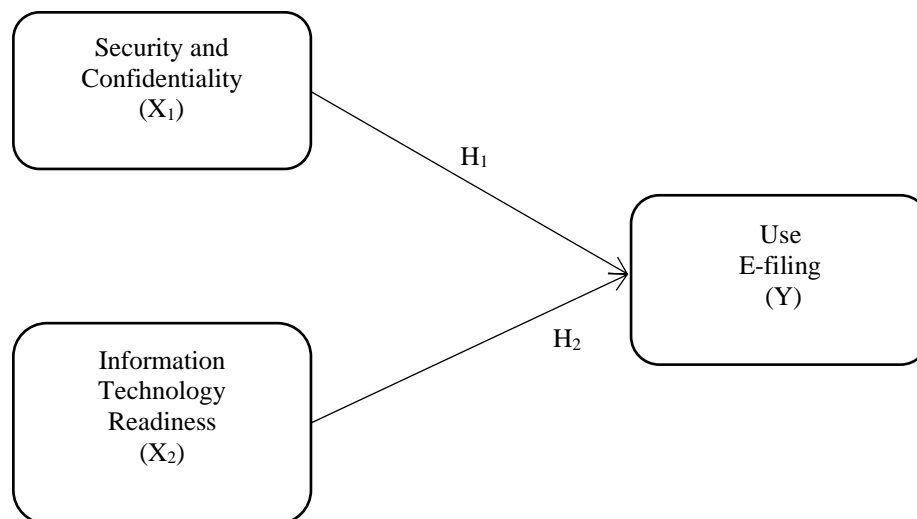 Security and
Confidentiality
(X₁)
H₁
Use
E-filing
(Y)
H₂
Information
Technology
Readiness
(X₂)